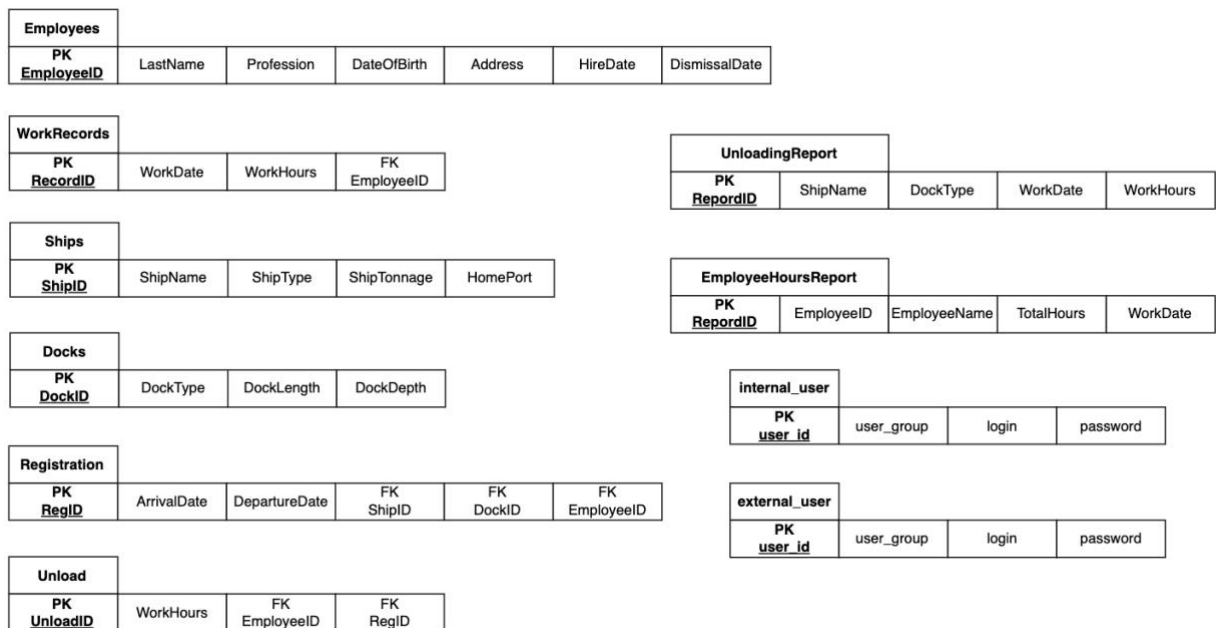 Employees
PK
EmployeeID LastName Profession DateOfBirth Address HireDate DismissalDate
WorkRecords
PK
RecordID WorkDate WorkHours FK
EmployeeID
Ships
PK
ShipID ShipName ShipType ShipTonnage HomePort
Docks
PK
DockID DockType DockLength DockDepth
Registration
PK
RegID ArrivalDate DepartureDate FK
ShipID FK
DockID FK
EmployeeID
Unload
PK
UnloadID WorkHours FK
EmployeeID FK
RegID
UnloadingReport
PK
RepordID ShipName DockType WorkDate WorkHours
EmployeeHoursReport
PK
RepordID EmployeeID EmployeeName TotalHours WorkDate
internal_user
PK
user_id user_group login password
external_user
PK
user_id user_group login password